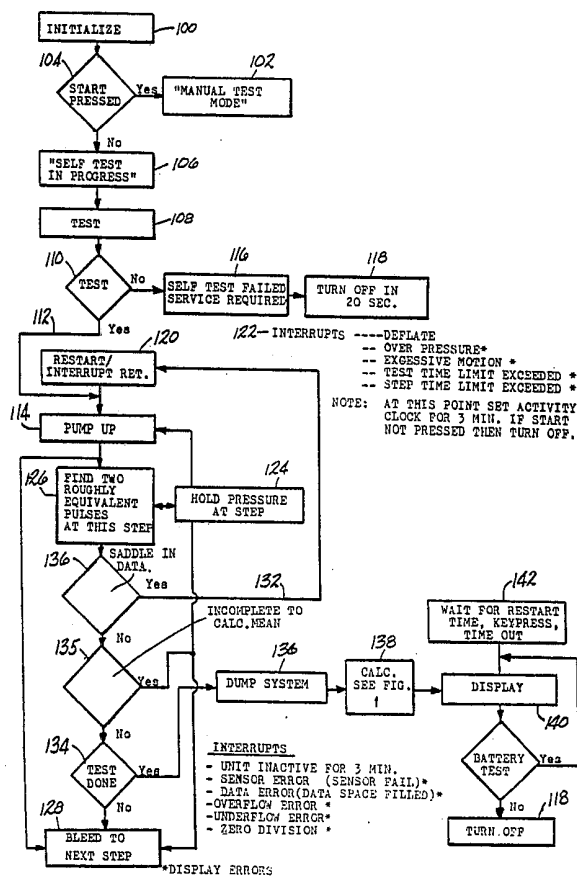 INITIALIZE
100
104
START
PRESSED
Yes
102
"MANUAL TEST
MODE"
No
"SELF TEST
IN PROGRESS"
106
TEST
108
110
TEST
No
116
SELF TEST FAILED
SERVICE REQUIRED
118
TURN OFF IN
20 SEC.
112
Yes
120
RESTART/
INTERRUPT RET.
122-INTERRUPTS ----DEFLATE
-- OVER PRESSURE*
-- EXGESSIVE MOTION *
-- TEST TIME LIMIT EXCEEDED *
-- STEP TIME LIMIT EXCEEDED *
NOTE: AT THIS POINT SET ACTIVITY
CLOCK FOR 3 MIN. IF START
NOT PRESSED THEN TURN OFF.
114
PUMP UP
126
FIND TWO
ROUGHLY
EQUIVALENT
PULSES
AT THIS STEP
124
HOLD PRESSURE
AT STEP
136
SADDLE IN
DATA.
Yes
132
No
INCOMPLETE TO
CALC.MEAN
135
Yes
No
136
DUMP SYSTEM
138
CALC.
SEE FIG.
1
142
WAIT FOR RESTART
TIME, KEYPRESS,
TIME OUT
DISPLAY
140
134
TEST
DONE
Yes
No
BATTERY
TEST
Yes
No
118
TURN.OFF
INTERRUPTS
- UNIT INACTIVE FOR 3 MIN.
- SENSOR ERROR (SENSOR FAIL)*
- DATA ERROR(DATA SPACE FILLED)*
-OVERFLOW ERROR *
-UNDERFLOW ERROR*
- ZERO DIVISION *
128
BLEED TO
NEXT STEP
*DISPLAY ERRORS